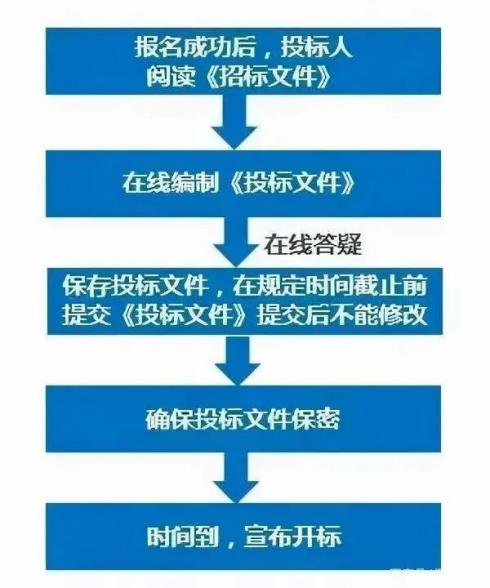 报名成功后，投标人
阅读《招标文件》
在线编制《投标文件》
在线答疑
保存投标文件，在规定时间截止前
提交《投标文件》提交后不能修改
确保投标文件保密
时间到，宣布开标